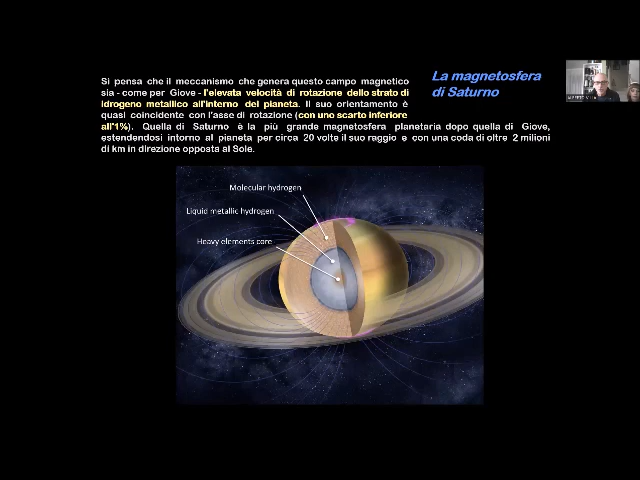 La magnetosfera
di Saturno
Si pensa che il meccanismo che genera questo campo magnetico
sia - come per Giove - l'elevata velocità di rotazione dello strato di
idrogeno metallico all'interno del pianeta. Il suo orientamento è
quasi coincidente con l'asse di rotazione (con uno scarto inferiore
all'1%). Quella di Saturno è la più grande magnetosfera planetaria dopo quella di Giove,
estendendosi intorno al pianeta per circa 20 volte il suo raggio e con una coda di oltre 2 milioni
di km in direzione opposta al Sole.
Molecular hydrogen
Liquid metallic hydrogen
Heavy elements core